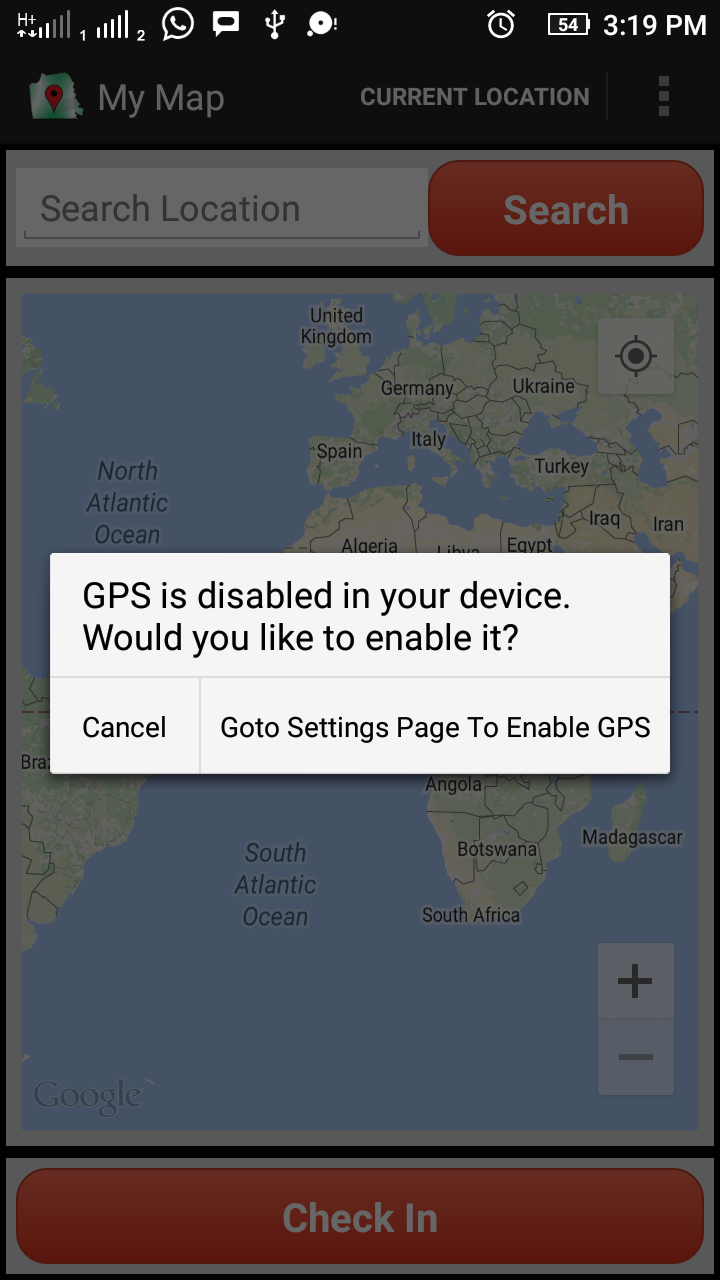 H+ 1 2 54 3:19 PM
My Map CURRENT LOCATION
Search Location Search
United
Kingdom
Germany Ukraine
Italy
Spain
Turkey
North
Atlantic
Ocean
Iraq Iran
Algeria Libya Egypt
GPS is disabled in your device.
Would you like to enable it?
Cancel Goto Settings Page To Enable GPS
Braz
Angola
Madagascar
Botswana
South
Atlantic
Ocean
South Africa
+
−
Google
Check In